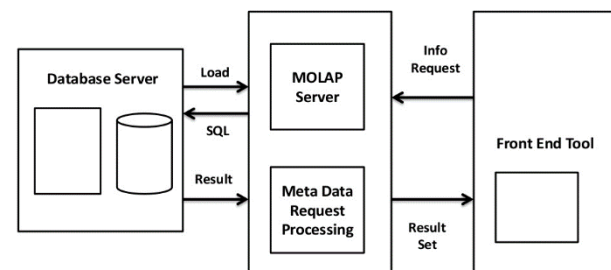 Database Server
Load
SQL
Result
MOLAP
Server
Meta Data
Request
Processing
Info
Request
Result
Set
Front End Tool